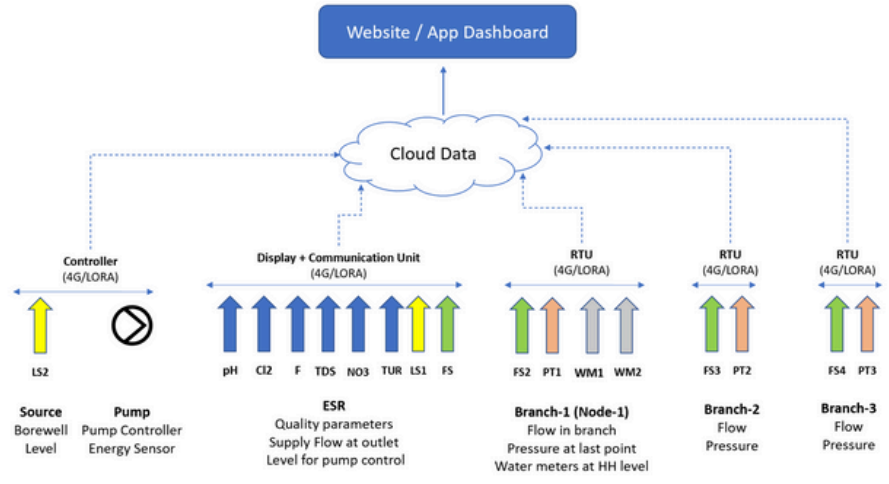 Website / App Dashboard
Cloud Data
Controller
(4G/LORA)
Display + Communication Unit
(4G/LORA)
RTU
(4G/LORA)
RTU
(4G/LORA)
RTU
(4G/LORA)
LS2
pH Cl2 F TDS NO3 TUR LS1 FS
FS2 PT1 WM1 WM2
FS3 PT2
FS4 PT3
Source
Borewell
Level
Pump
Pump Controller
Energy Sensor
ESR
Quality parameters
Supply Flow at outlet
Level for pump control
Branch-1 (Node-1)
Flow in branch
Pressure at last point
Water meters at HH level
Branch-2
Flow
Pressure
Branch-3
Flow
Pressure